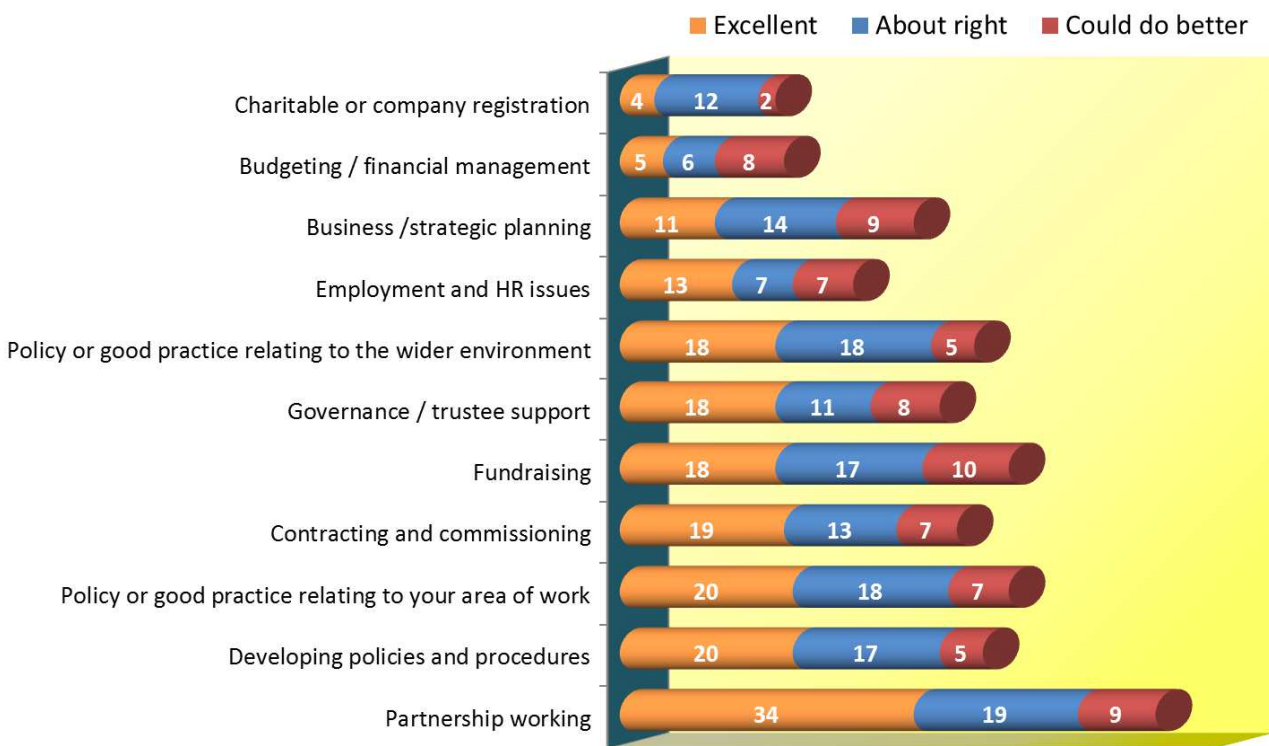 Excellent About right Could do better
Charitable or company registration 4 12 2
Budgeting / financial management 5 6 8
Business /strategic planning 11 14 9
Employment and HR issues 13 7 7
Policy or good practice relating to the wider environment 18 18 5
Governance / trustee support 18 11 8
Fundraising 18 17 10
Contracting and commissioning 19 13 7
Policy or good practice relating to your area of work 20 18 7
Developing policies and procedures 20 17 5
Partnership working 34 19 9